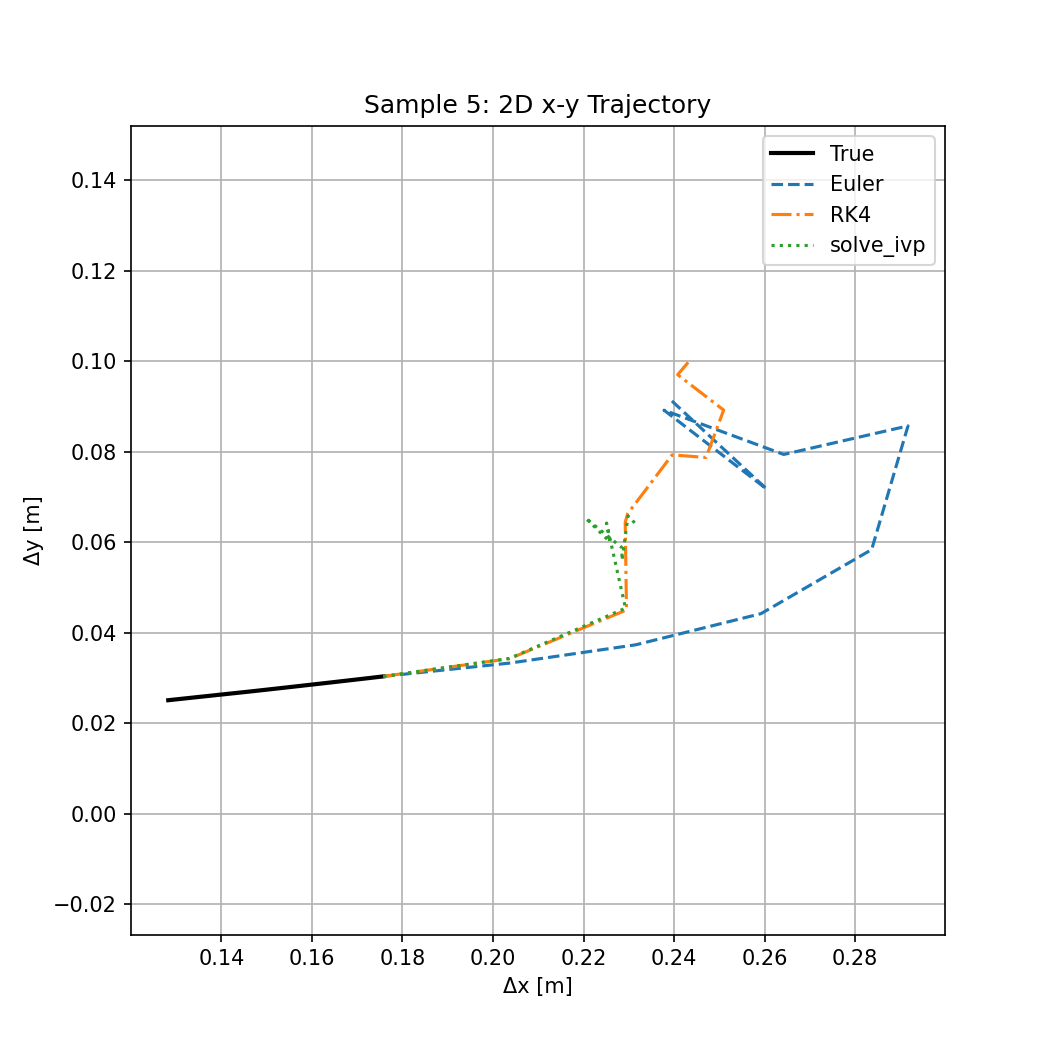 Sample 5: 2D x-y Trajectory
True
Euler
RK4
solve_ivp
0.14
0.12
0.10
0.08
0.06
0.04
0.02
0.00
−0.02
Δy [m]
0.14 0.16 0.18 0.20 0.22 0.24 0.26 0.28
Δx [m]